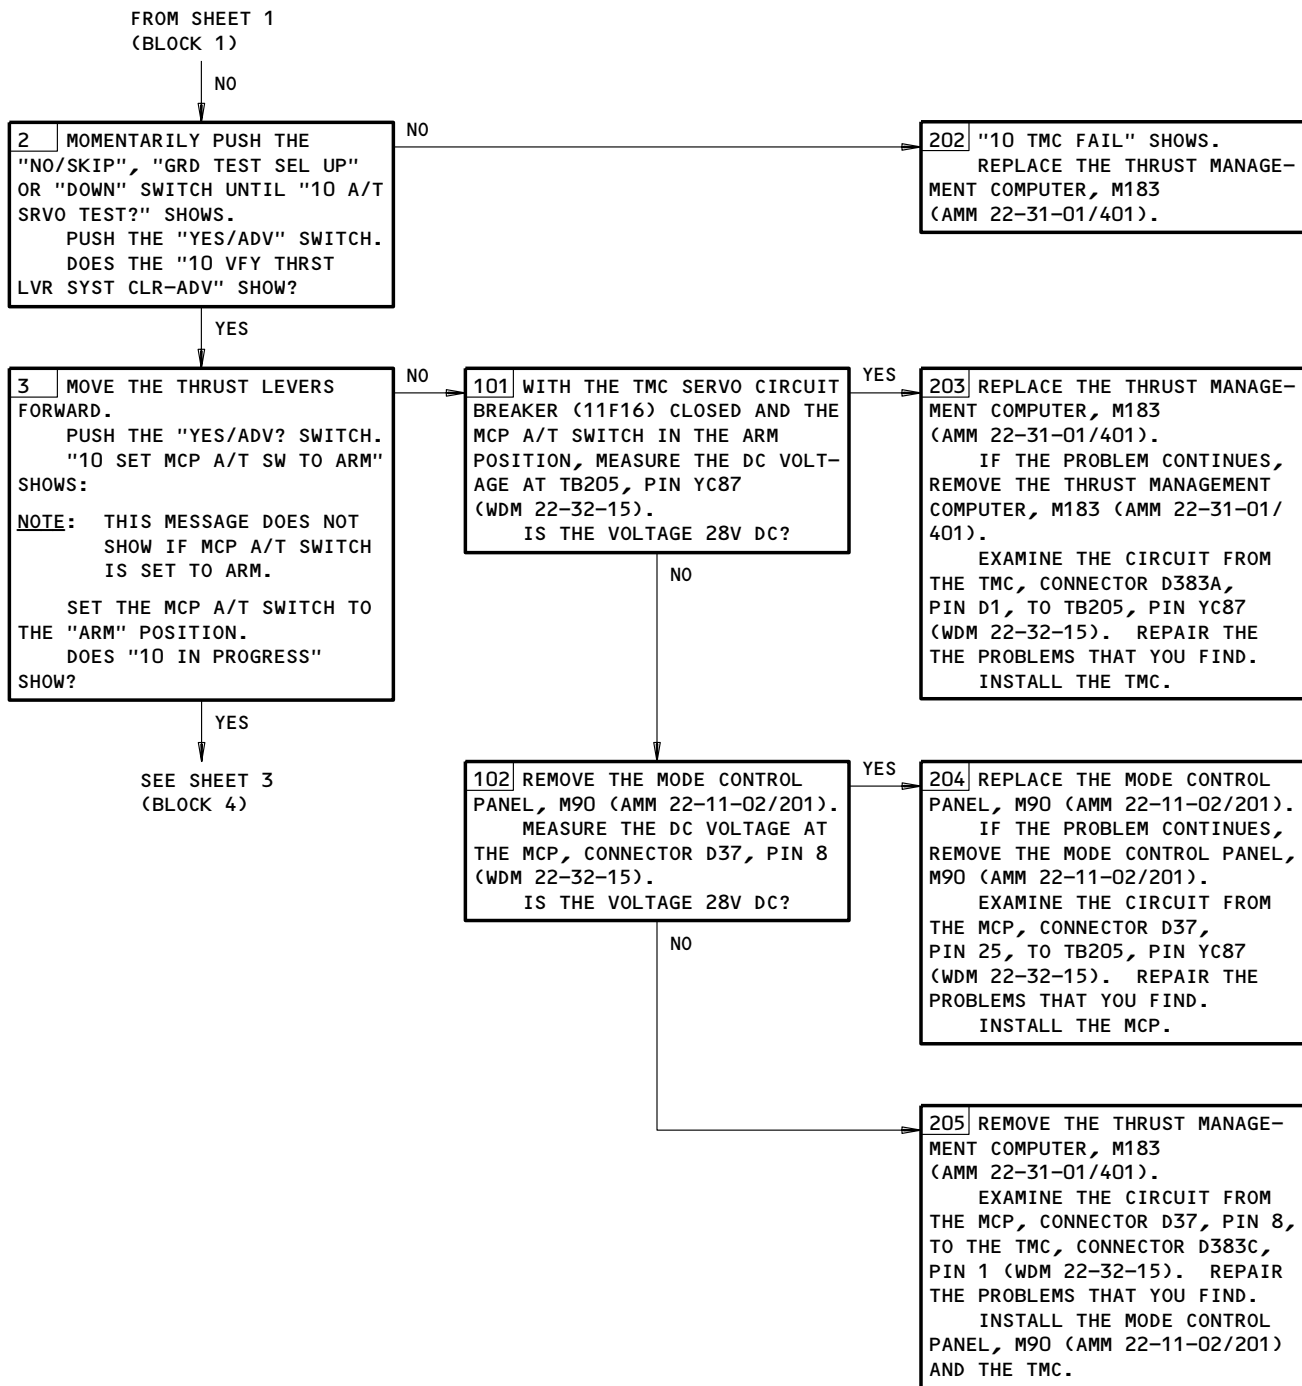 FROM SHEET 1
(BLOCK 1)
NO
2 MOMENTARILY PUSH THE
"NO/SKIP", "GRD TEST SEL UP"
OR "DOWN" SWITCH UNTIL "10 A/T
SRVO TEST?" SHOWS.
PUSH THE "YES/ADV" SWITCH.
DOES THE "10 VFY THRST
LVR SYST CLR-ADV" SHOW?
NO
202 "10 TMC FAIL" SHOWS.
REPLACE THE THRUST MANAGE-
MENT COMPUTER, M183
(AMM 22-31-01/401).
YES
3 MOVE THE THRUST LEVERS
FORWARD.
PUSH THE "YES/ADV? SWITCH.
"10 SET MCP A/T SW TO ARM"
SHOWS:
NOTE: THIS MESSAGE DOES NOT
SHOW IF MCP A/T SWITCH
IS SET TO ARM.
SET THE MCP A/T SWITCH TO
THE "ARM" POSITION.
DOES "10 IN PROGRESS"
SHOW?
NO
101 WITH THE TMC SERVO CIRCUIT
BREAKER (11F16) CLOSED AND THE
MCP A/T SWITCH IN THE ARM
POSITION, MEASURE THE DC VOLT-
AGE AT TB205, PIN YC87
(WDM 22-32-15).
IS THE VOLTAGE 28V DC?
YES
203 REPLACE THE THRUST MANAGE-
MENT COMPUTER, M183
(AMM 22-31-01/401).
IF THE PROBLEM CONTINUES,
REMOVE THE THRUST MANAGEMENT
COMPUTER, M183 (AMM 22-31-01/
401).
EXAMINE THE CIRCUIT FROM
THE TMC, CONNECTOR D383A,
PIN D1, TO TB205, PIN YC87
(WDM 22-32-15). REPAIR THE
THE PROBLEMS THAT YOU FIND.
INSTALL THE TMC.
NO
YES
SEE SHEET 3
(BLOCK 4)
102 REMOVE THE MODE CONTROL
PANEL, M90 (AMM 22-11-02/201).
MEASURE THE DC VOLTAGE AT
THE MCP, CONNECTOR D37, PIN 8
(WDM 22-32-15).
IS THE VOLTAGE 28V DC?
YES
204 REPLACE THE MODE CONTROL
PANEL, M90 (AMM 22-11-02/201).
IF THE PROBLEM CONTINUES,
REMOVE THE MODE CONTROL PANEL,
M90 (AMM 22-11-02/201).
EXAMINE THE CIRCUIT FROM
THE MCP, CONNECTOR D37,
PIN 25, TO TB205, PIN YC87
(WDM 22-32-15). REPAIR THE
PROBLEMS THAT YOU FIND.
INSTALL THE MCP.
NO
205 REMOVE THE THRUST MANAGE-
MENT COMPUTER, M183
(AMM 22-31-01/401).
EXAMINE THE CIRCUIT FROM
THE MCP, CONNECTOR D37, PIN 8,
TO THE TMC, CONNECTOR D383C,
PIN 1 (WDM 22-32-15). REPAIR
THE PROBLEMS THAT YOU FIND.
INSTALL THE MODE CONTROL
PANEL, M90 (AMM 22-11-02/201)
AND THE TMC.